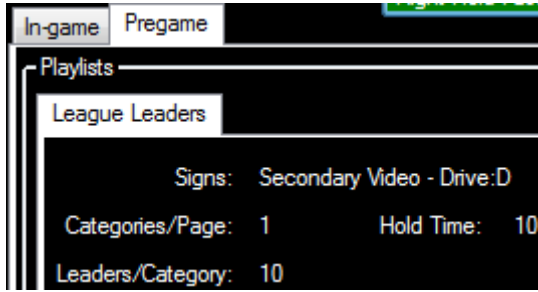 In-game Pregame
Playlists
League Leaders
Signs: Secondary Video - Drive:D
Categories/Page: 1 Hold Time: 10
Leaders/Category: 10